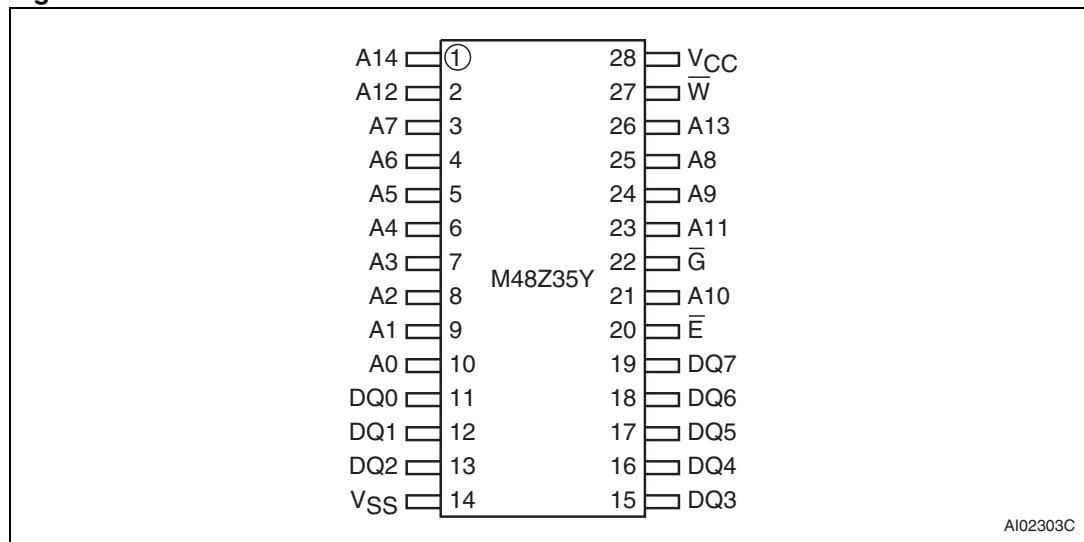 A14 1 28 VCC
A12 2 27 W̅
A7 3 26 A13
A6 4 25 A8
A5 5 24 A9
A4 6 23 A11
A3 7 22 G̅
M48Z35Y
A2 8 21 A10
A1 9 20 E̅
A0 10 19 DQ7
DQ0 11 18 DQ6
DQ1 12 17 DQ5
DQ2 13 16 DQ4
VSS 14 15 DQ3
AI02303C